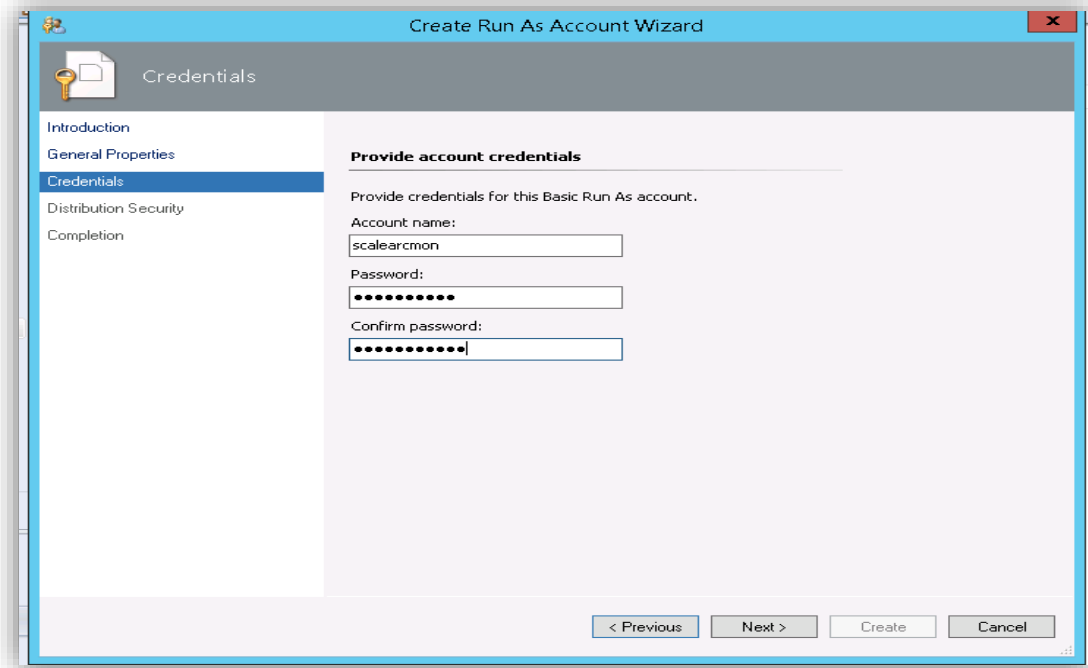 Create Run As Account Wizard
x
Credentials
Introduction
General Properties
Credentials
Distribution Security
Completion
Provide account credentials
Provide credentials for this Basic Run As account.
Account name:
scalearcmon
Password:
●●●●●●●●●●
Confirm password:
●●●●●●●●●●●
< Previous Next > Create Cancel